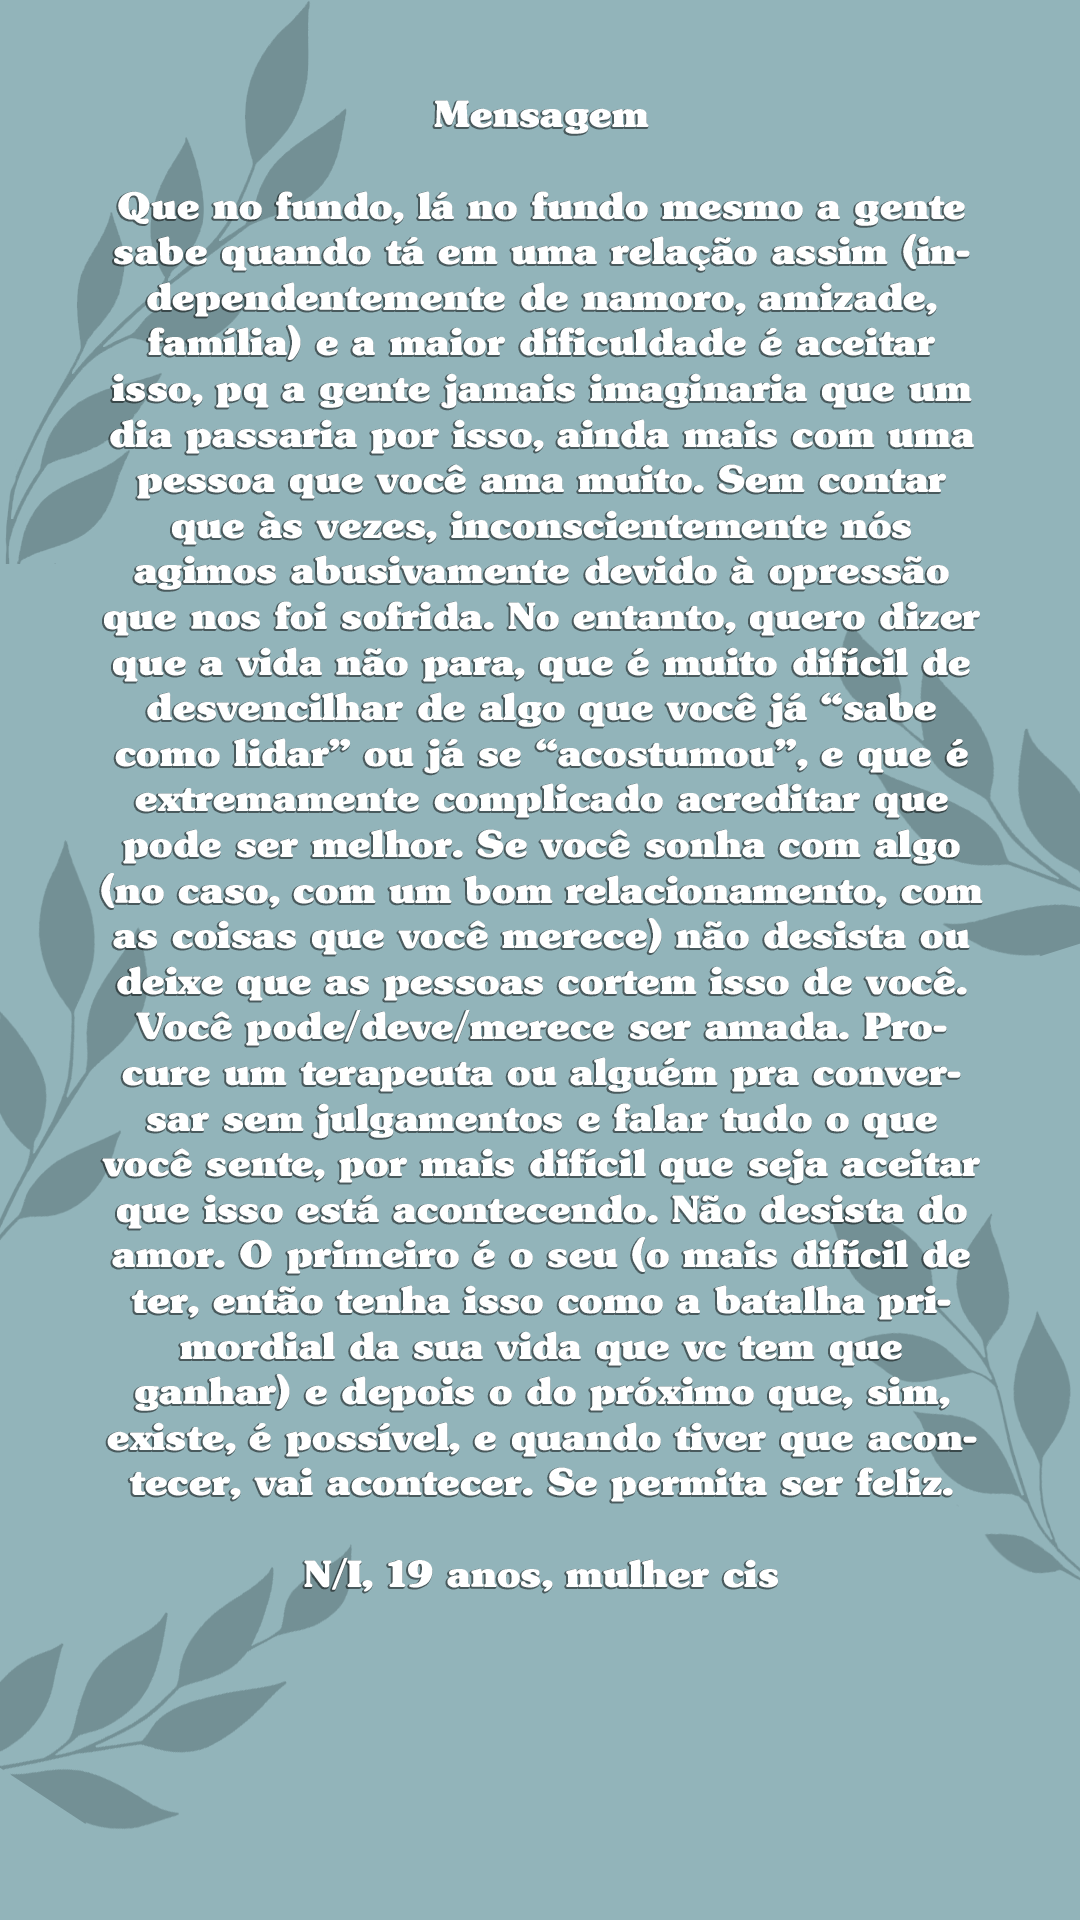 Mensagem
Que no fundo, lá no fundo mesmo a gente
sabe quando tá em uma relação assim (in-
dependentemente de namoro, amizade,
família) e a maior dificuldade é aceitar
isso, pq a gente jamais imaginaria que um
dia passaria por isso, ainda mais com uma
pessoa que você ama muito. Sem contar
que às vezes, inconscientemente nós
agimos abusivamente devido à opressão
que nos foi sofrida. No entanto, quero dizer
que a vida não para, que é muito difícil de
desvencilhar de algo que você já “sabe
como lidar” ou já se “acostumou”, e que é
extremamente complicado acreditar que
pode ser melhor. Se você sonha com algo
(no caso, com um bom relacionamento, com
as coisas que você merece) não desista ou
deixe que as pessoas cortem isso de você.
Você pode/deve/merece ser amada. Pro-
cure um terapeuta ou alguém pra conver-
sar sem julgamentos e falar tudo o que
você sente, por mais difícil que seja aceitar
que isso está acontecendo. Não desista do
amor. O primeiro é o seu (o mais difícil de
ter, então tenha isso como a batalha pri-
mordial da sua vida que vc tem que
ganhar) e depois o do próximo que, sim,
existe, é possível, e quando tiver que acon-
tecer, vai acontecer. Se permita ser feliz.
N/I, 19 anos, mulher cis